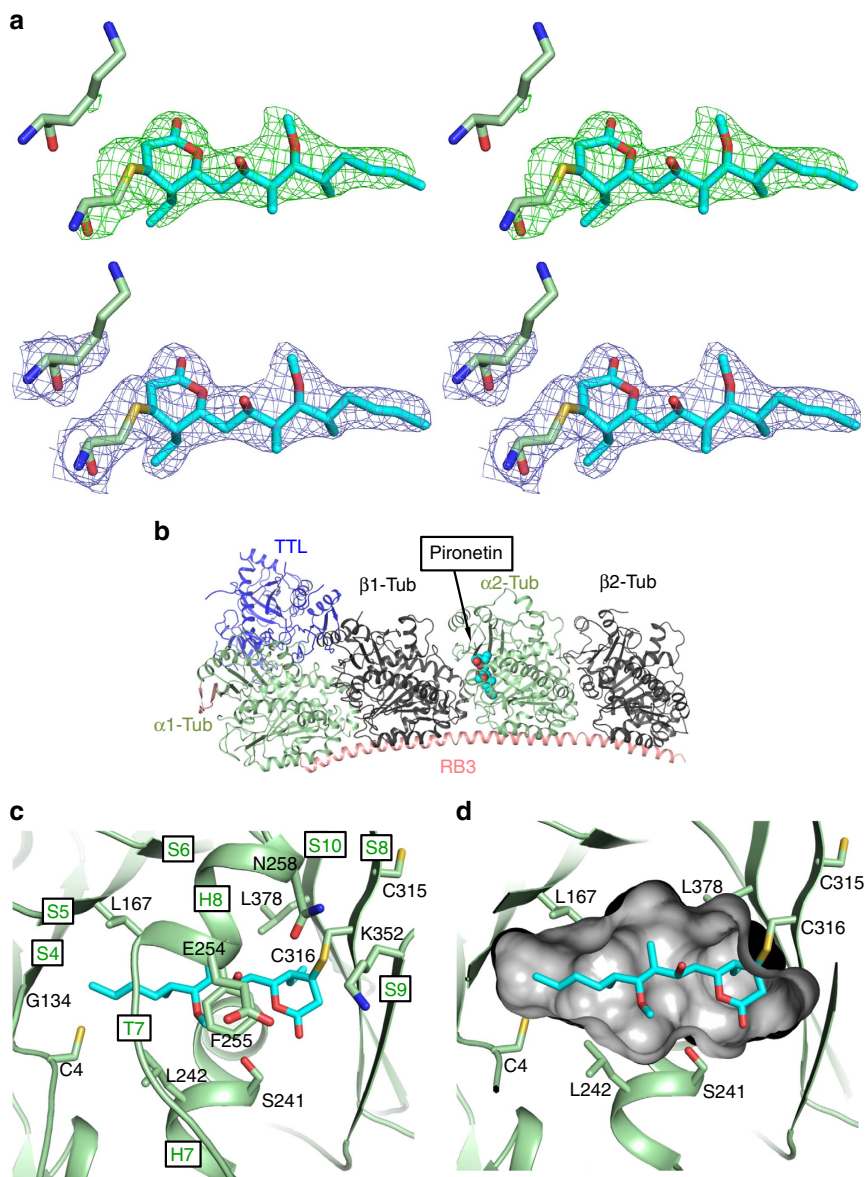 a
b
TTL
Pironetin
β1-Tub
α2-Tub
β2-Tub
α1-Tub
RB3
c
S6
S10
S8
N258
C315
L167
H8
L378
S5
E254
C316
K352
S4
S9
G134
T7
F255
C4
L242
S241
H7
d
L167
L378
C315
C316
C4
L242
S241